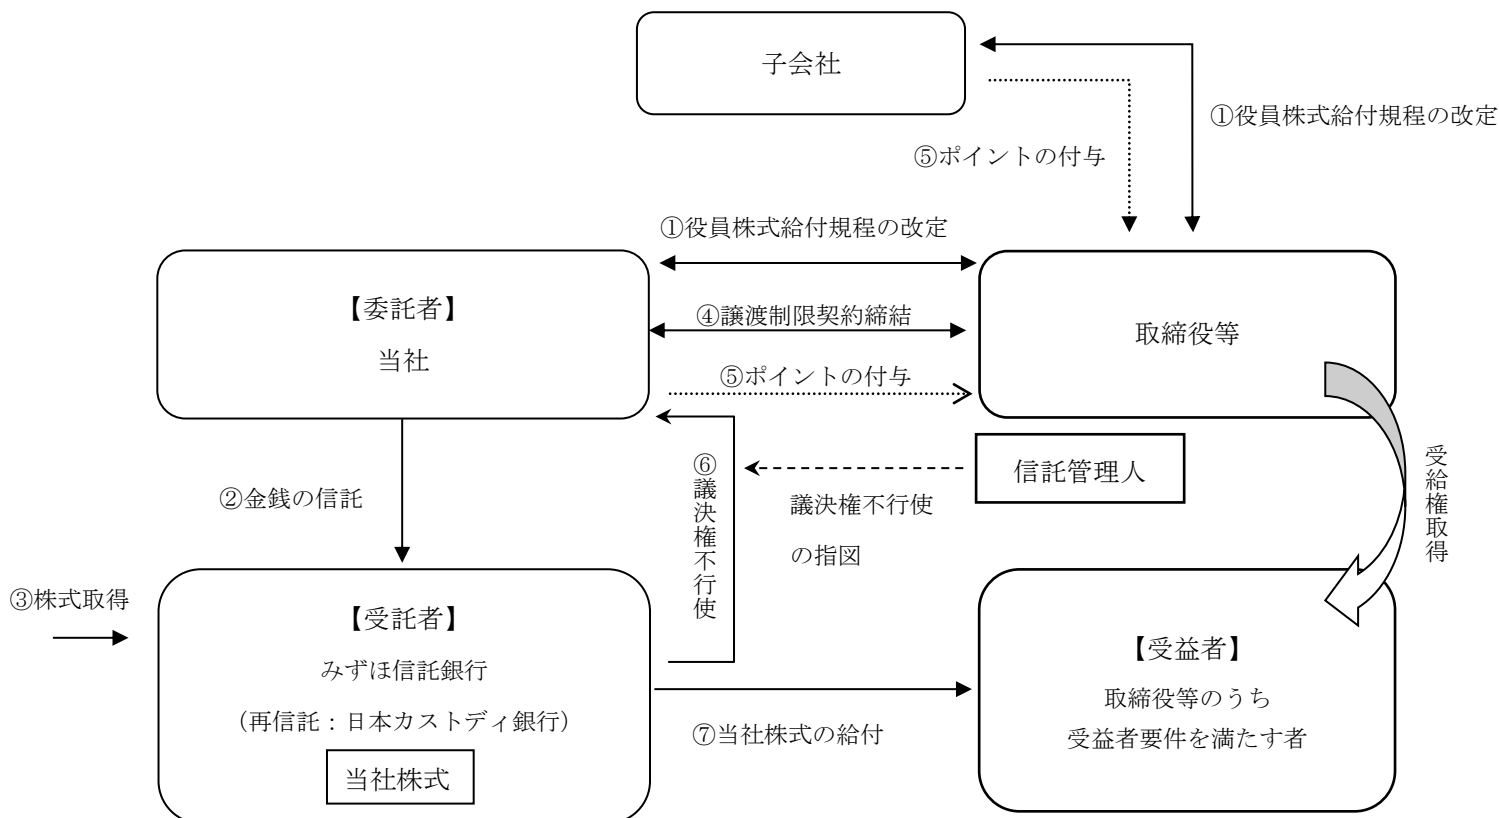 子会社
①役員株式給付規程の改定
⑤ポイントの付与
①役員株式給付規程の改定
【委託者】
当社
④譲渡制限契約締結
取締役等
⑤ポイントの付与
②金銭の信託
⑥議決権不行使
信託管理人
議決権不行使
の指図
受給権取得
③株式取得
【受託者】
みずほ信託銀行
（再信託：日本カストディ銀行）
当社株式
⑦当社株式の給付
【受益者】
取締役等のうち
受益者要件を満たす者